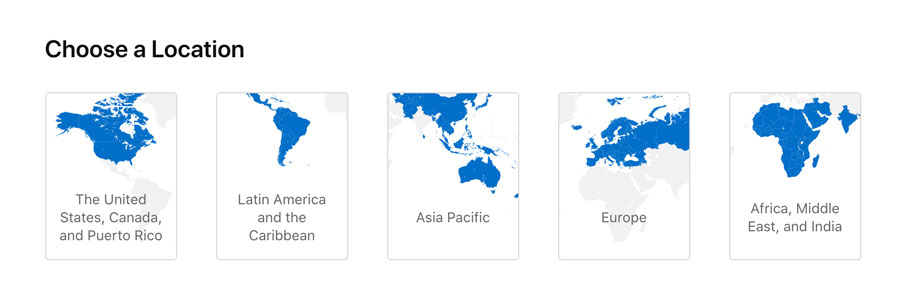 Choose a Location
The United
States, Canada,
and Puerto Rico
Latin America
and the
Caribbean
Asia Pacific
Europe
Africa, Middle
East, and India